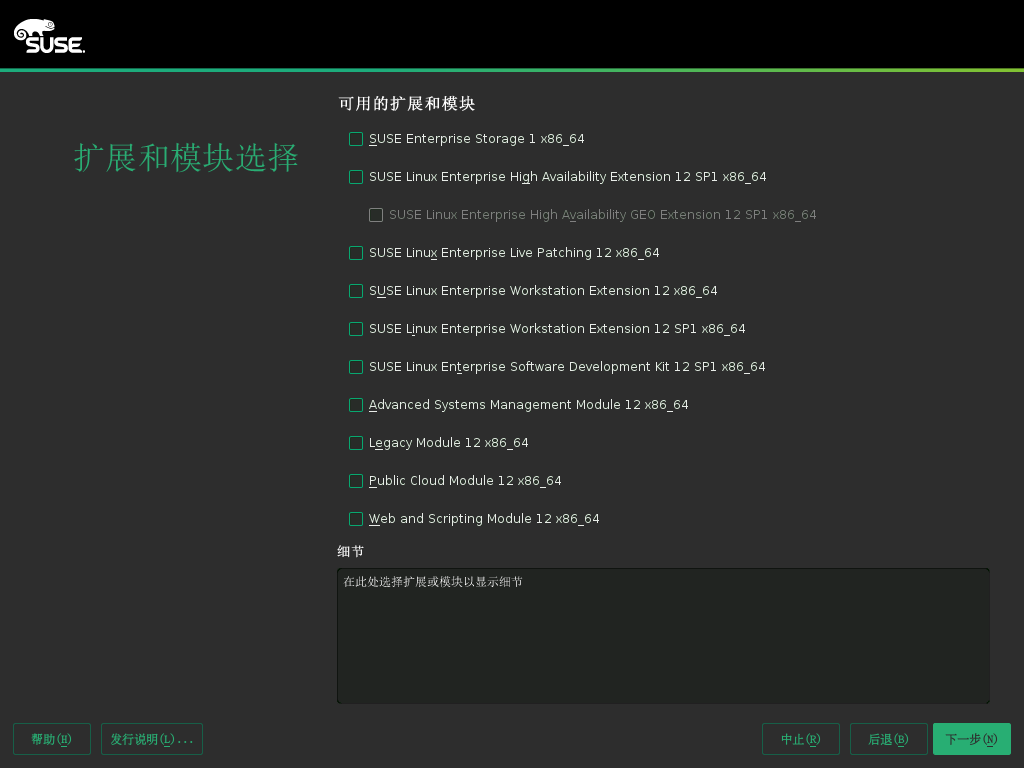 SUSE.
扩展和模块选择
可用的扩展和模块
SUSE Enterprise Storage 1 x86_64
SUSE Linux Enterprise High Availability Extension 12 SP1 x86_64
SUSE Linux Enterprise High Availability GEO Extension 12 SP1 x86_64
SUSE Linux Enterprise Live Patching 12 x86_64
SUSE Linux Enterprise Workstation Extension 12 x86_64
SUSE Linux Enterprise Workstation Extension 12 SP1 x86_64
SUSE Linux Enterprise Software Development Kit 12 SP1 x86_64
Advanced Systems Management Module 12 x86_64
Legacy Module 12 x86_64
Public Cloud Module 12 x86_64
Web and Scripting Module 12 x86_64
细节
在此处选择扩展或模块以显示细节
帮助(H) 发行说明(L)... 中止(R) 后退(B) 下一步(N)